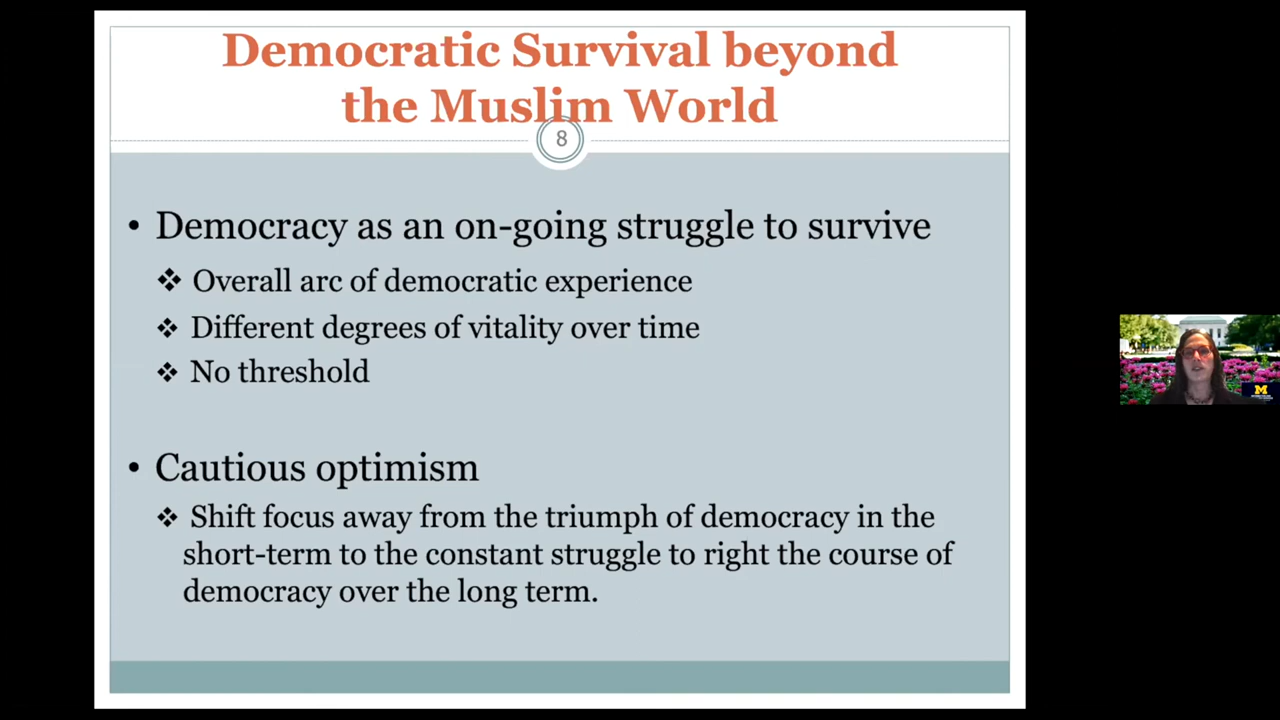 Democratic Survival beyond
the Muslim World
8
• Democracy as an on-going struggle to survive
❖ Overall arc of democratic experience
❖ Different degrees of vitality over time
❖ No threshold
• Cautious optimism
❖ Shift focus away from the triumph of democracy in the
short-term to the constant struggle to right the course of
democracy over the long term.
M